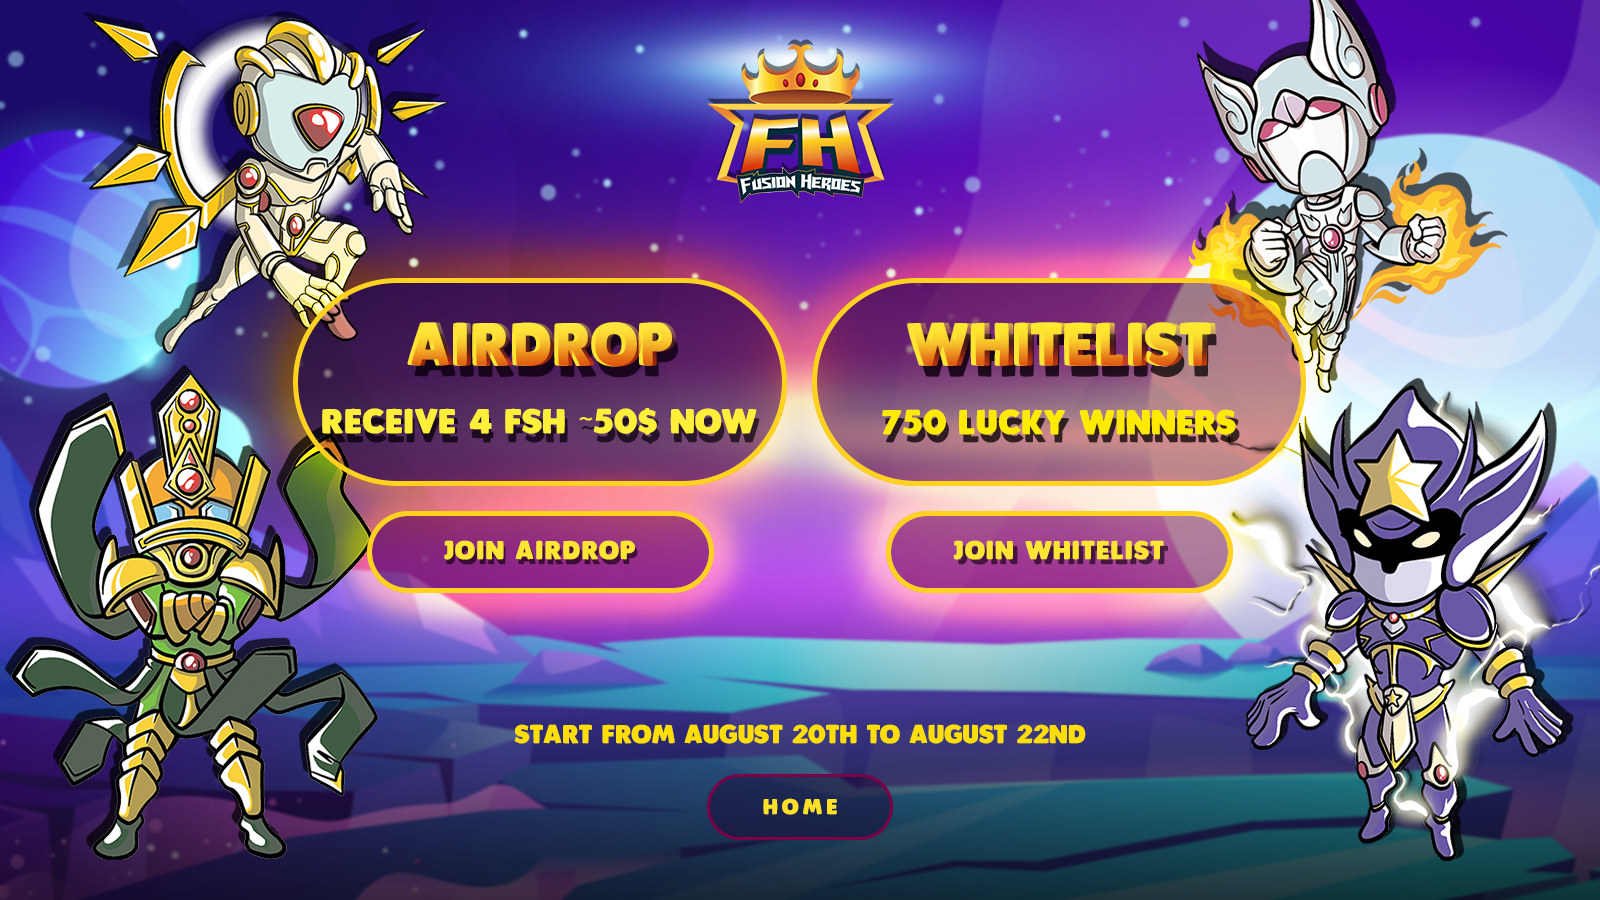 FH
FUSION HEROES
AIRDROP
RECEIVE 4 FSH ~50$ NOW
JOIN AIRDROP
WHITELIST
750 LUCKY WINNERS
JOIN WHITELIST
START FROM AUGUST 20TH TO AUGUST 22ND
HOME